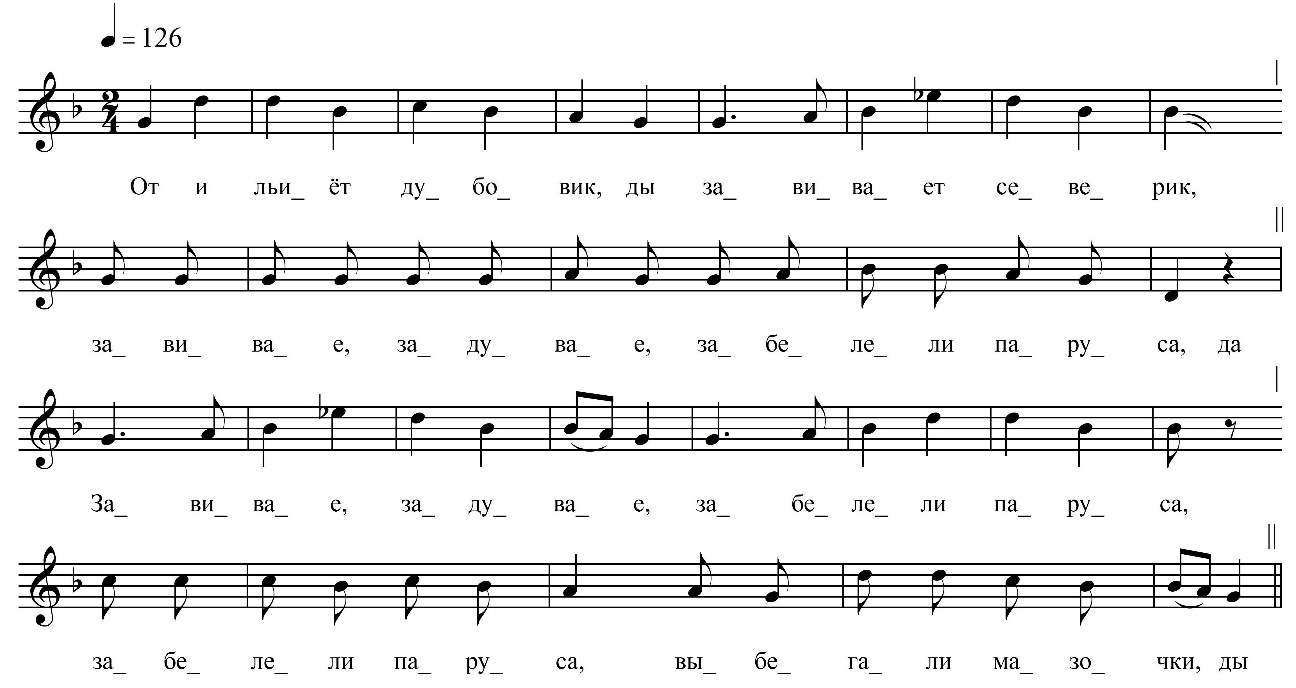 = 126
2
4
От и льи_ ёт ду_ бо_ вик, ды за_ ви_ ва_ ет се_ ве_ рик,
за_ ви_ ва_ е, за_ ду_ ва_ е, за_ бе_ ле_ ли па_ ру_ са, да
За_ ви_ ва_ е, за_ ду_ ва_ е, за_ бе_ ле_ ли па_ ру_ са,
за_ бе_ ле_ ли па_ ру_ са, вы_ бе_ га_ ли ма_ зо_ чки, ды